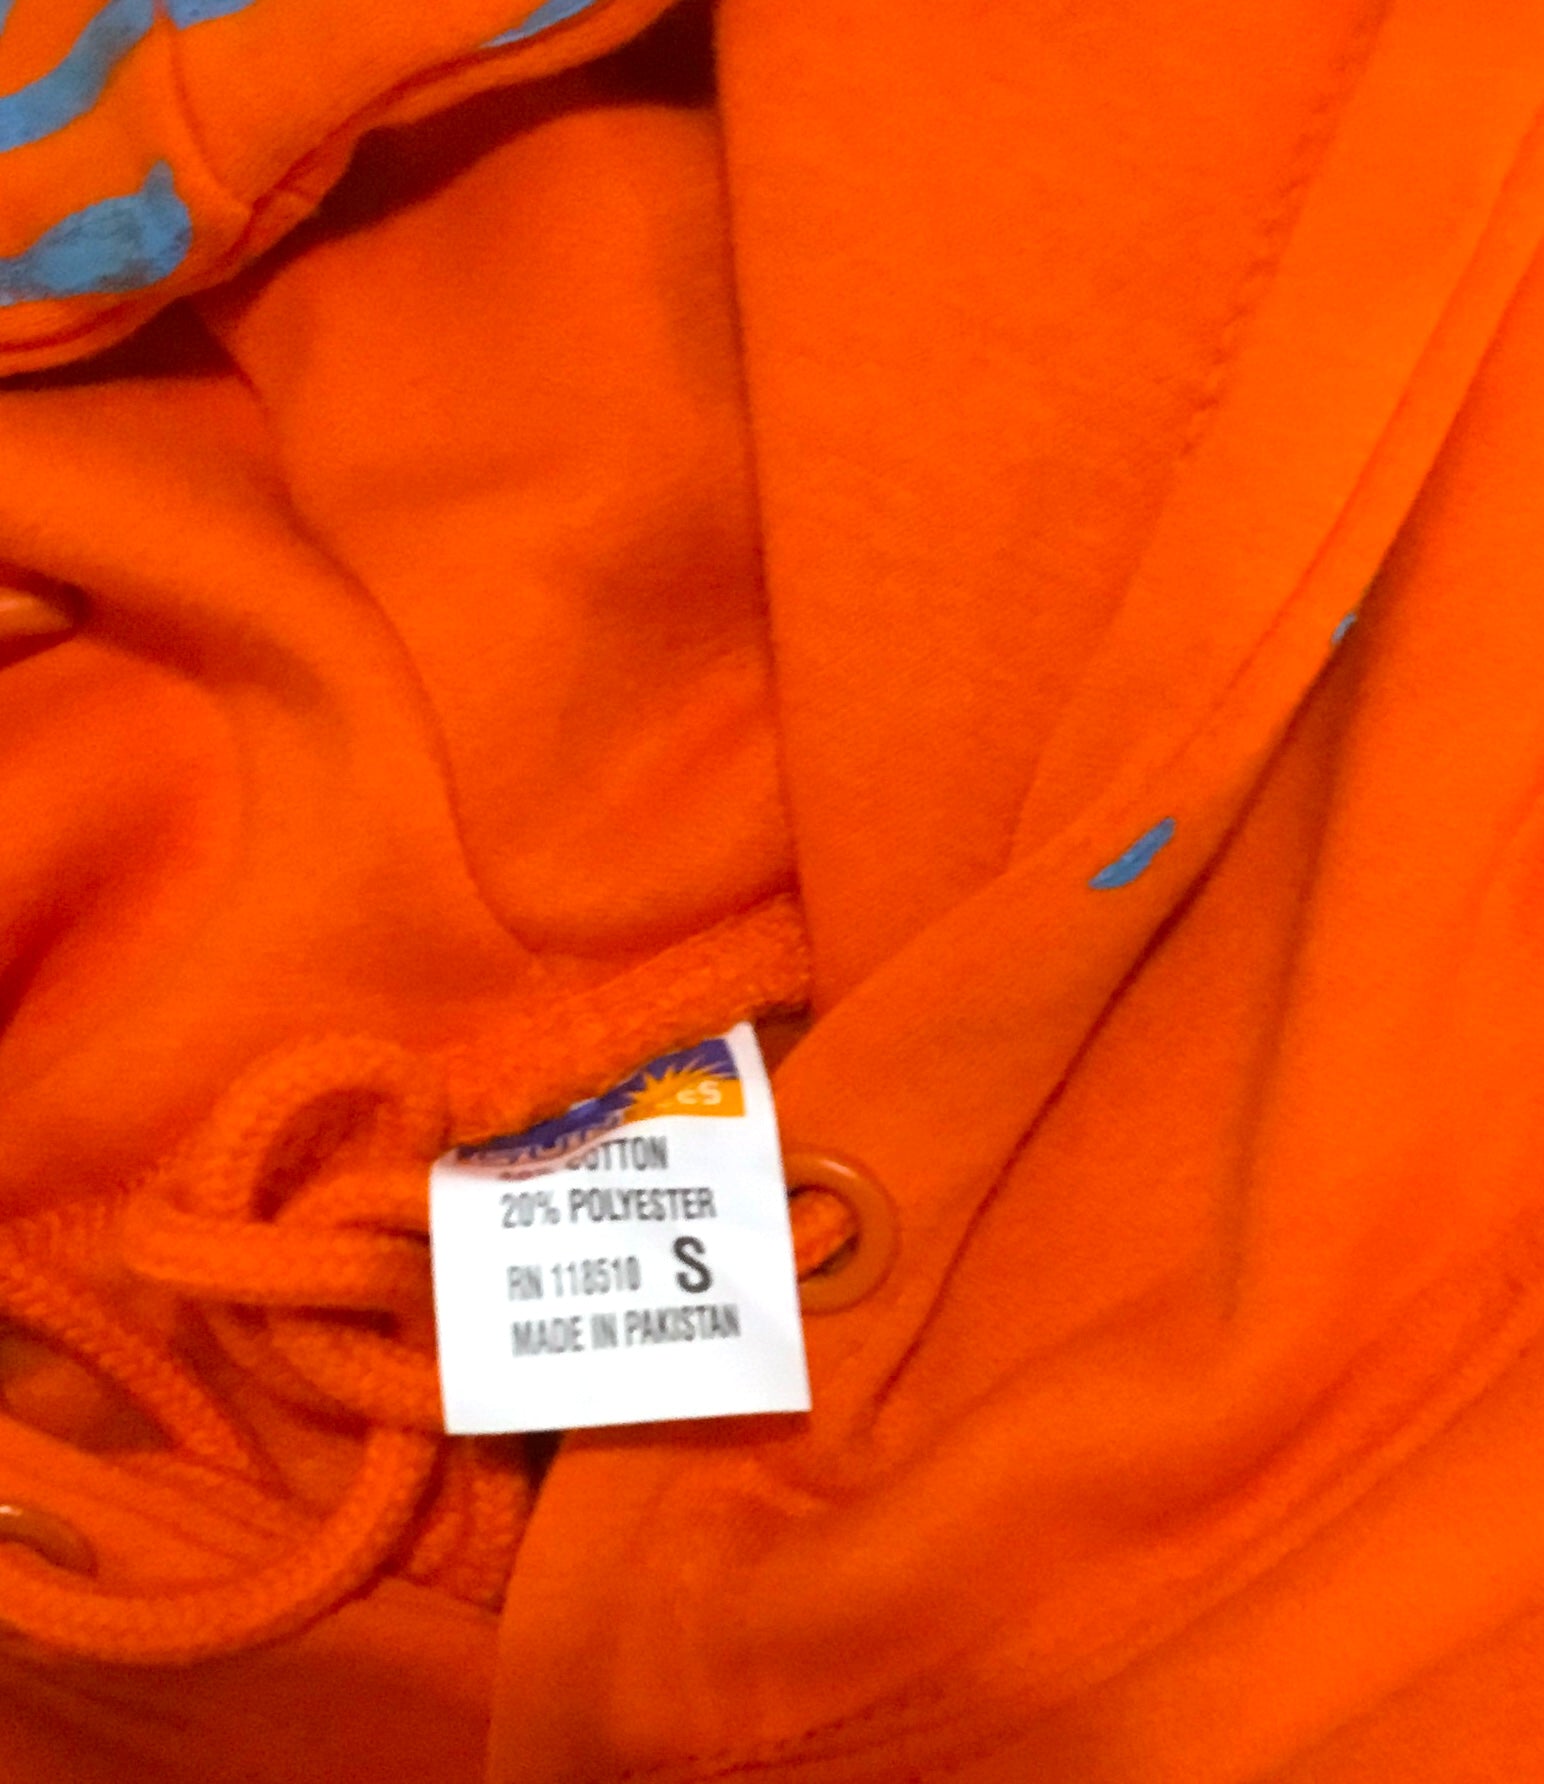 COTTON
20% POLYESTER
RN 118510 S
MADE IN PAKISTAN